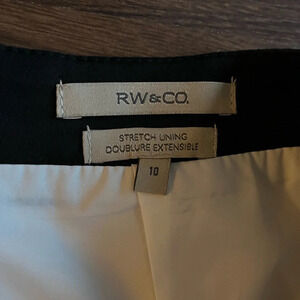 RW&CO.
STRETCH LINING
DOUBLURE EXTENSIBLE
10